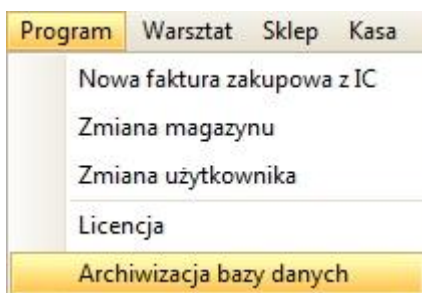 Program Warsztat Sklep Kasa
Nowa faktura zakupowa z IC
Zmiana magazynu
Zmiana użytkownika
Licencja
Archiwizacja bazy danych